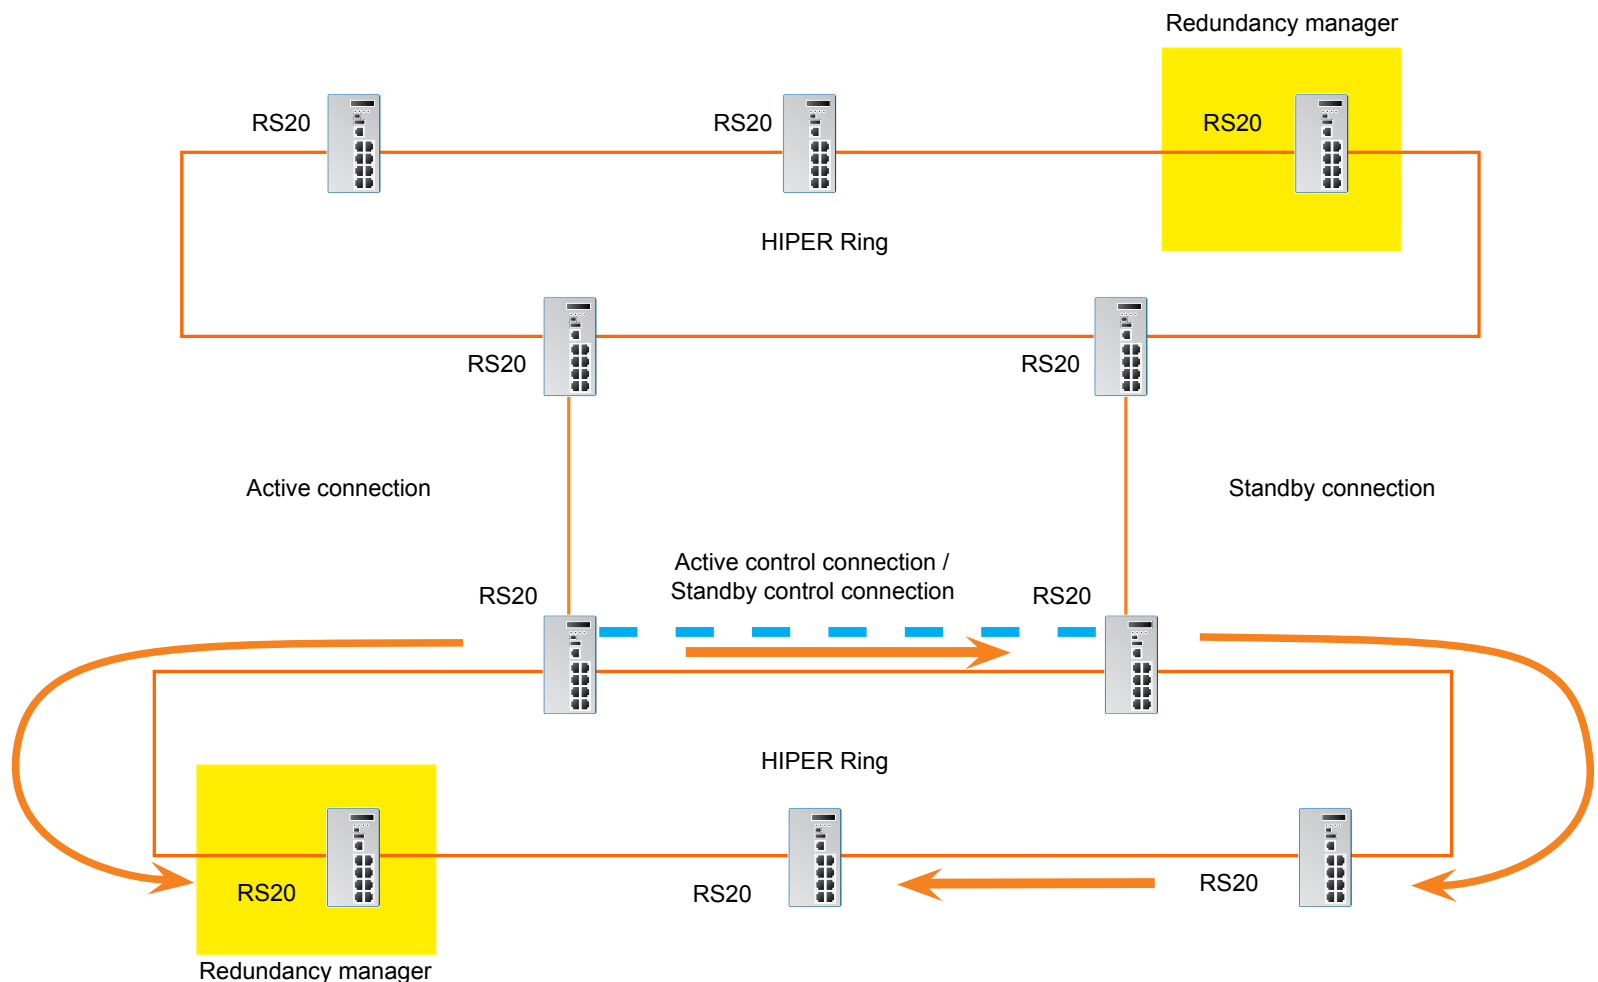 Redundancy manager
RS20
RS20
RS20
HIPER Ring
RS20
RS20
Active connection
Standby connection
Active control connection /
Standby control connection
RS20
RS20
HIPER Ring
RS20
RS20
RS20
Redundancy manager